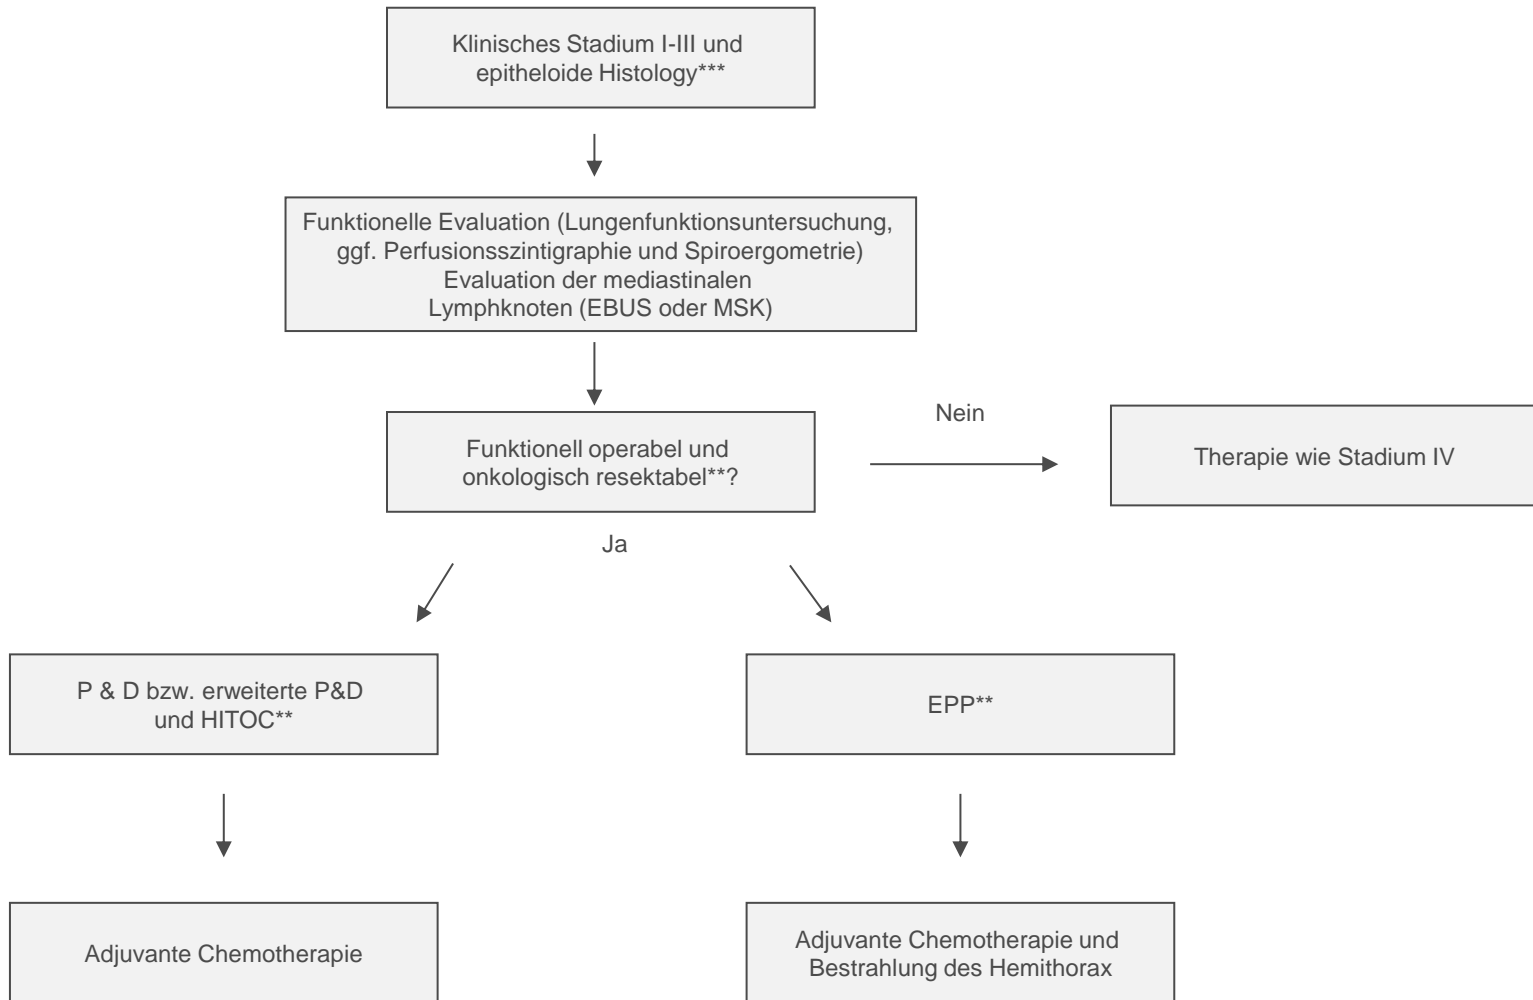 Klinisches Stadium I-III und
epitheloide Histology***
Funktionelle Evaluation (Lungenfunktionsuntersuchung,
ggf. Perfusionsszintigraphie und Spiroergometrie)
Evaluation der mediastinalen
Lymphknoten (EBUS oder MSK)
Funktionell operabel und
onkologisch resektabel**?
Nein
Therapie wie Stadium IV
Ja
P & D bzw. erweiterte P&D
und HITOC**
EPP**
Adjuvante Chemotherapie
Adjuvante Chemotherapie und
Bestrahlung des Hemithorax